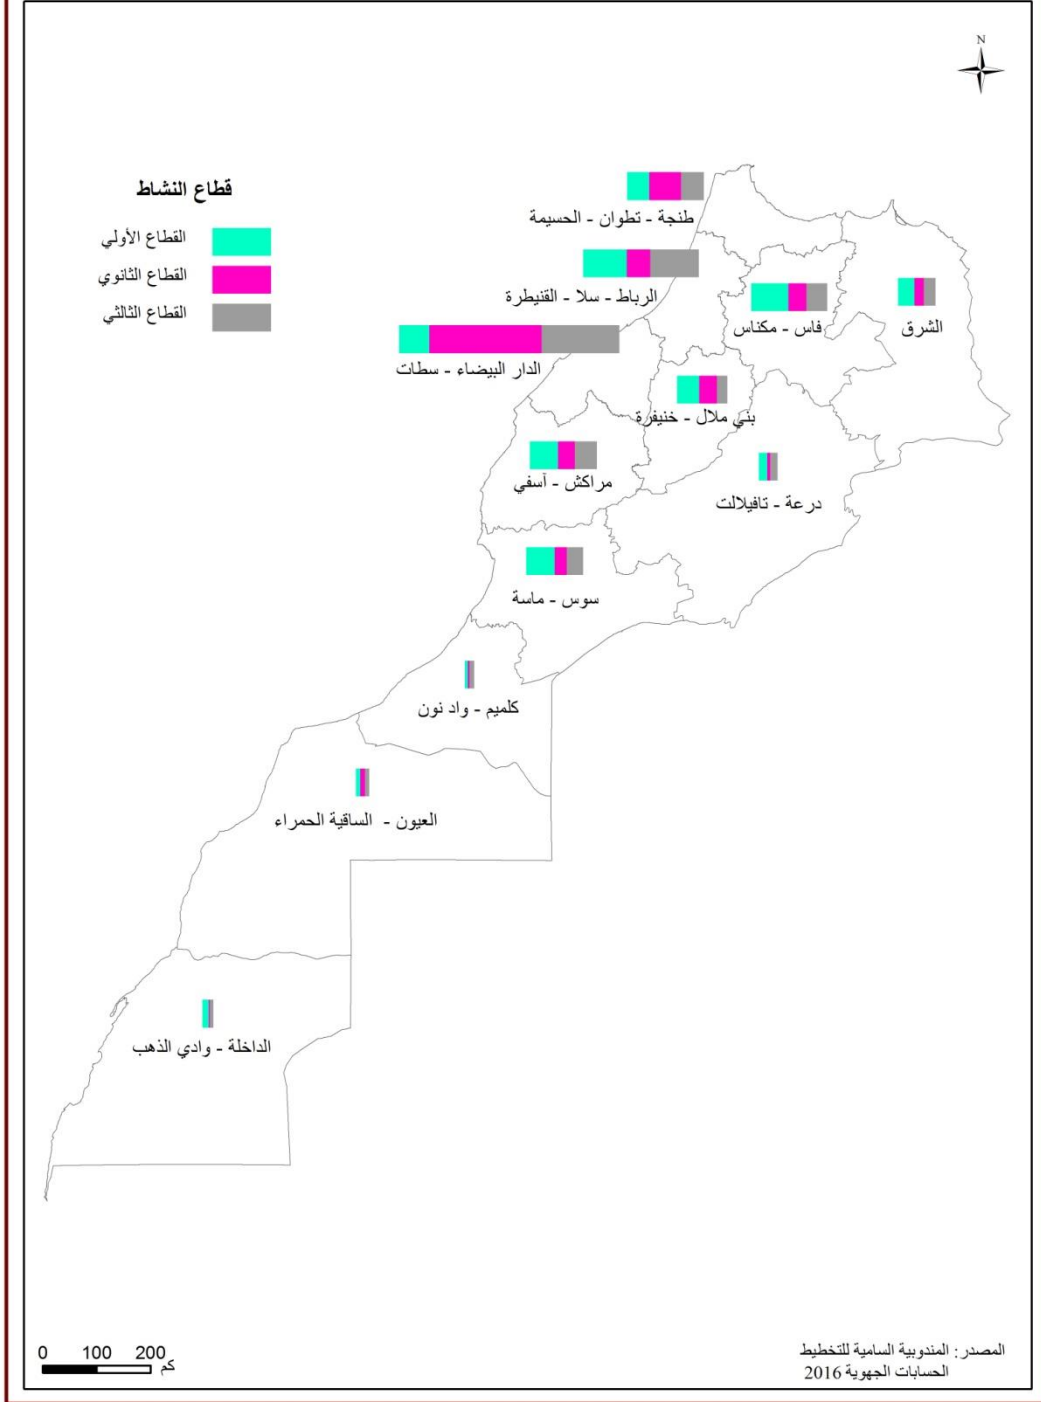 N
قطاع النشاط
القطاع الأولي
القطاع الثانوي
القطاع الثالثي
طنجة - تطوان - الحسيمة
الرباط - سلا - القنيطرة
الدار البيضاء - سطات
فاس - مكناس
الشرق
بني ملال - خنيفرة
مراكش - آسفي
درعة - تافيلالت
سوس - ماسة
كلميم - واد نون
العيون - الساقية الحمراء
الداخلة - وادي الذهب
0 100 200
كم
المصدر: المندوبية السامية للتخطيط
الحسابات الجهوية 2016